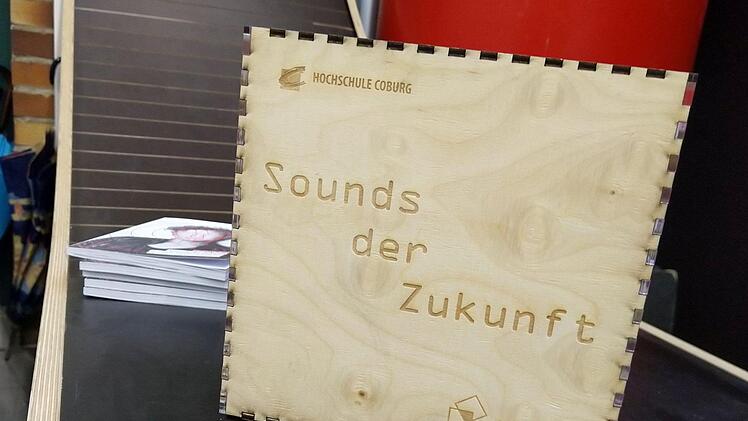 HOCHSCHULE COBURG
Sounds
der
Zukunft